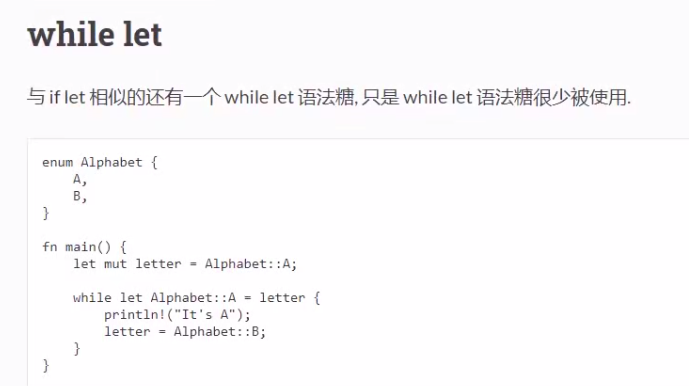 while let
与 if let 相似的还有一个 while let 语法糖, 只是 while let 语法糖很少被使用.
enum Alphabet {
    A,
    B,
}
fn main() {
    let mut letter = Alphabet::A;
    while let Alphabet::A = letter {
        println!("It's A");
        letter = Alphabet::B;
    }
}